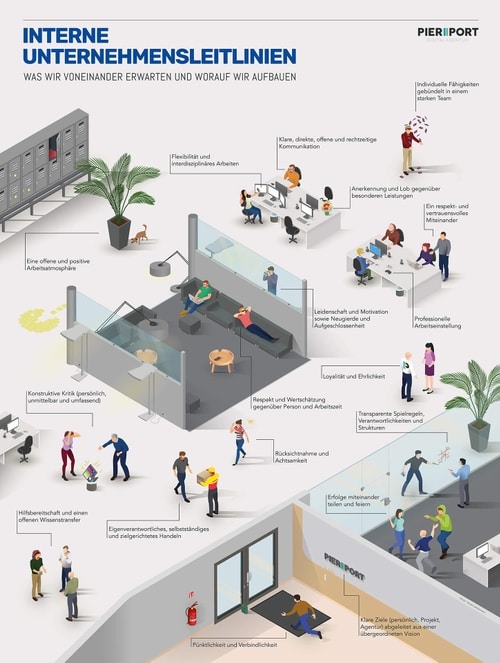 INTERNE
UNTERNEHMENSLEITLINIEN
WAS WIR VONEINANDER ERWARTEN UND WORAUF WIR AUFBAUEN
PIERIIPORT
Individuelle Fähigkeiten
gebündelt in einem
starken Team
Klare, direkte, offene und rechtzeitige
Kommunikation
Flexibilität und
interdisziplinäres Arbeiten
Anerkennung und Lob gegenüber
besonderen Leistungen
Ein respekt- und
vertrauensvolles
Miteinander
Eine offene und positive
Arbeitsatmosphäre
Leidenschaft und Motivation
sowie Neugierde und
Aufgeschlossenheit
Professionelle
Arbeitseinstellung
Loyalität und Ehrlichkeit
Konstruktive Kritik (persönlich,
unmittelbar und umfassend)
Respekt und Wertschätzung
gegenüber Person und Arbeitszeit
Transparente Spielregeln,
Verantwortlichkeiten und
Strukturen
Rücksichtnahme und
Achtsamkeit
Erfolge miteinander
teilen und feiern
Hilfsbereitschaft und einen
offenen Wissenstransfer
Eigenverantwortliches, selbstständiges
und zielgerichtetes Handeln
PIERIIPORT
Klare Ziele (persönlich, Projekt,
Agentur) abgeleitet aus einer
übergeordneten Vision
Pünktlichkeit und Verbindlichkeit